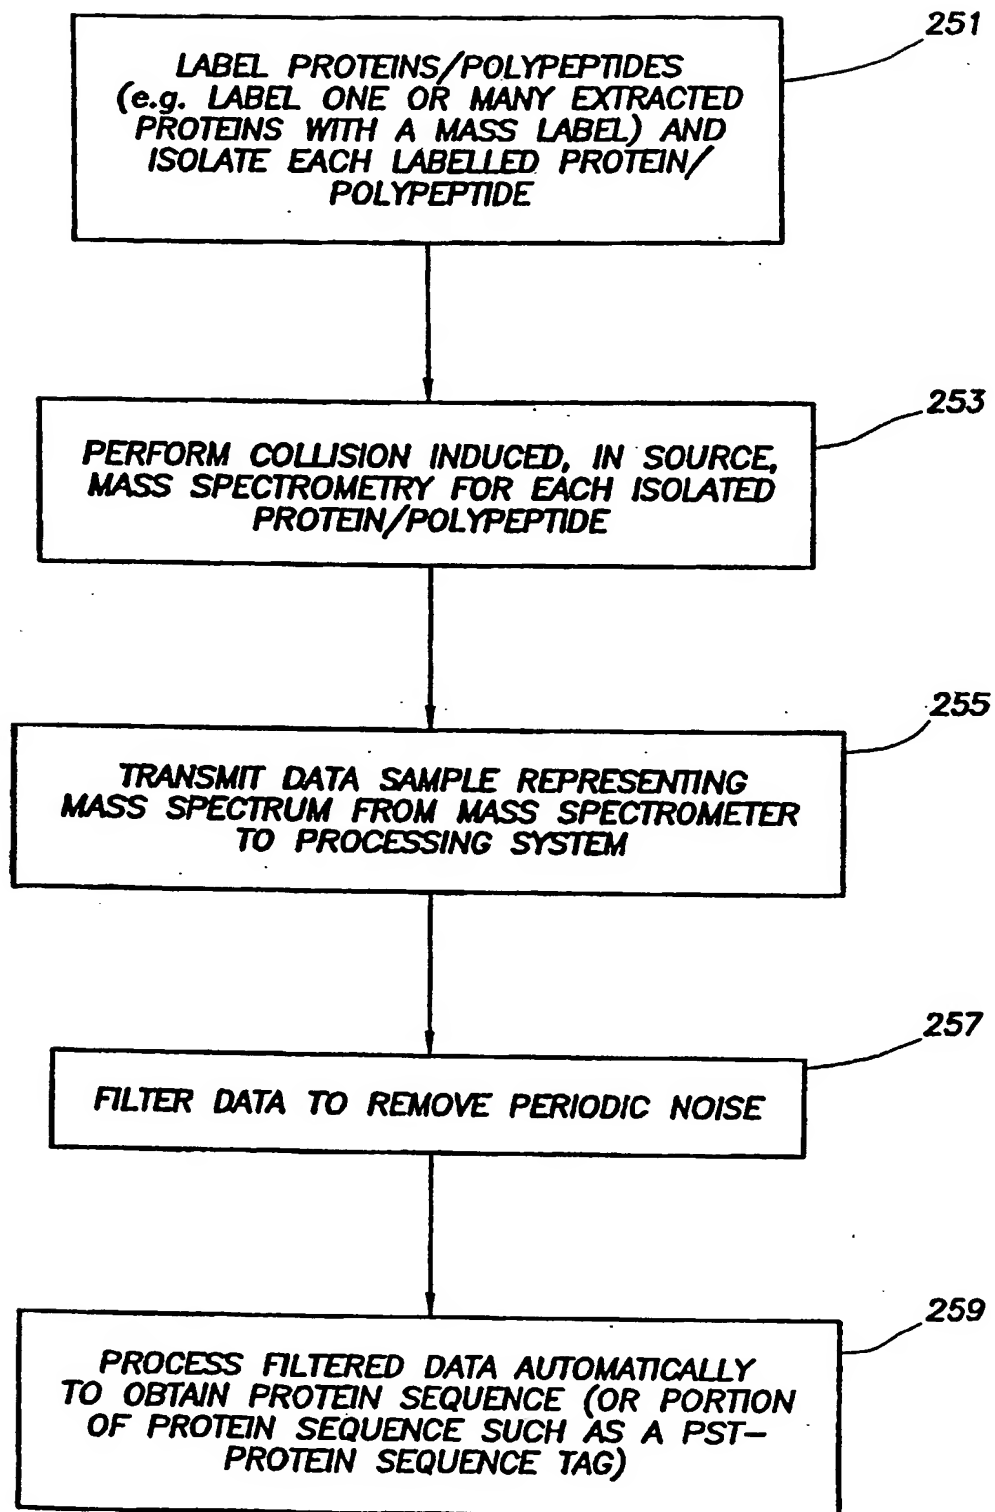 251
LABEL PROTEINS/POLYPEPTIDES
(e.g. LABEL ONE OR MANY EXTRACTED
PROTEINS WITH A MASS LABEL) AND
ISOLATE EACH LABELLED PROTEIN/
POLYPEPTIDE
253
PERFORM COLLISION INDUCED, IN SOURCE,
MASS SPECTROMETRY FOR EACH ISOLATED
PROTEIN/POLYPEPTIDE
255
TRANSMIT DATA SAMPLE REPRESENTING
MASS SPECTRUM FROM MASS SPECTROMETER
TO PROCESSING SYSTEM
257
FILTER DATA TO REMOVE PERIODIC NOISE
259
PROCESS FILTERED DATA AUTOMATICALLY
TO OBTAIN PROTEIN SEQUENCE (OR PORTION
OF PROTEIN SEQUENCE SUCH AS A PST-
PROTEIN SEQUENCE TAG)